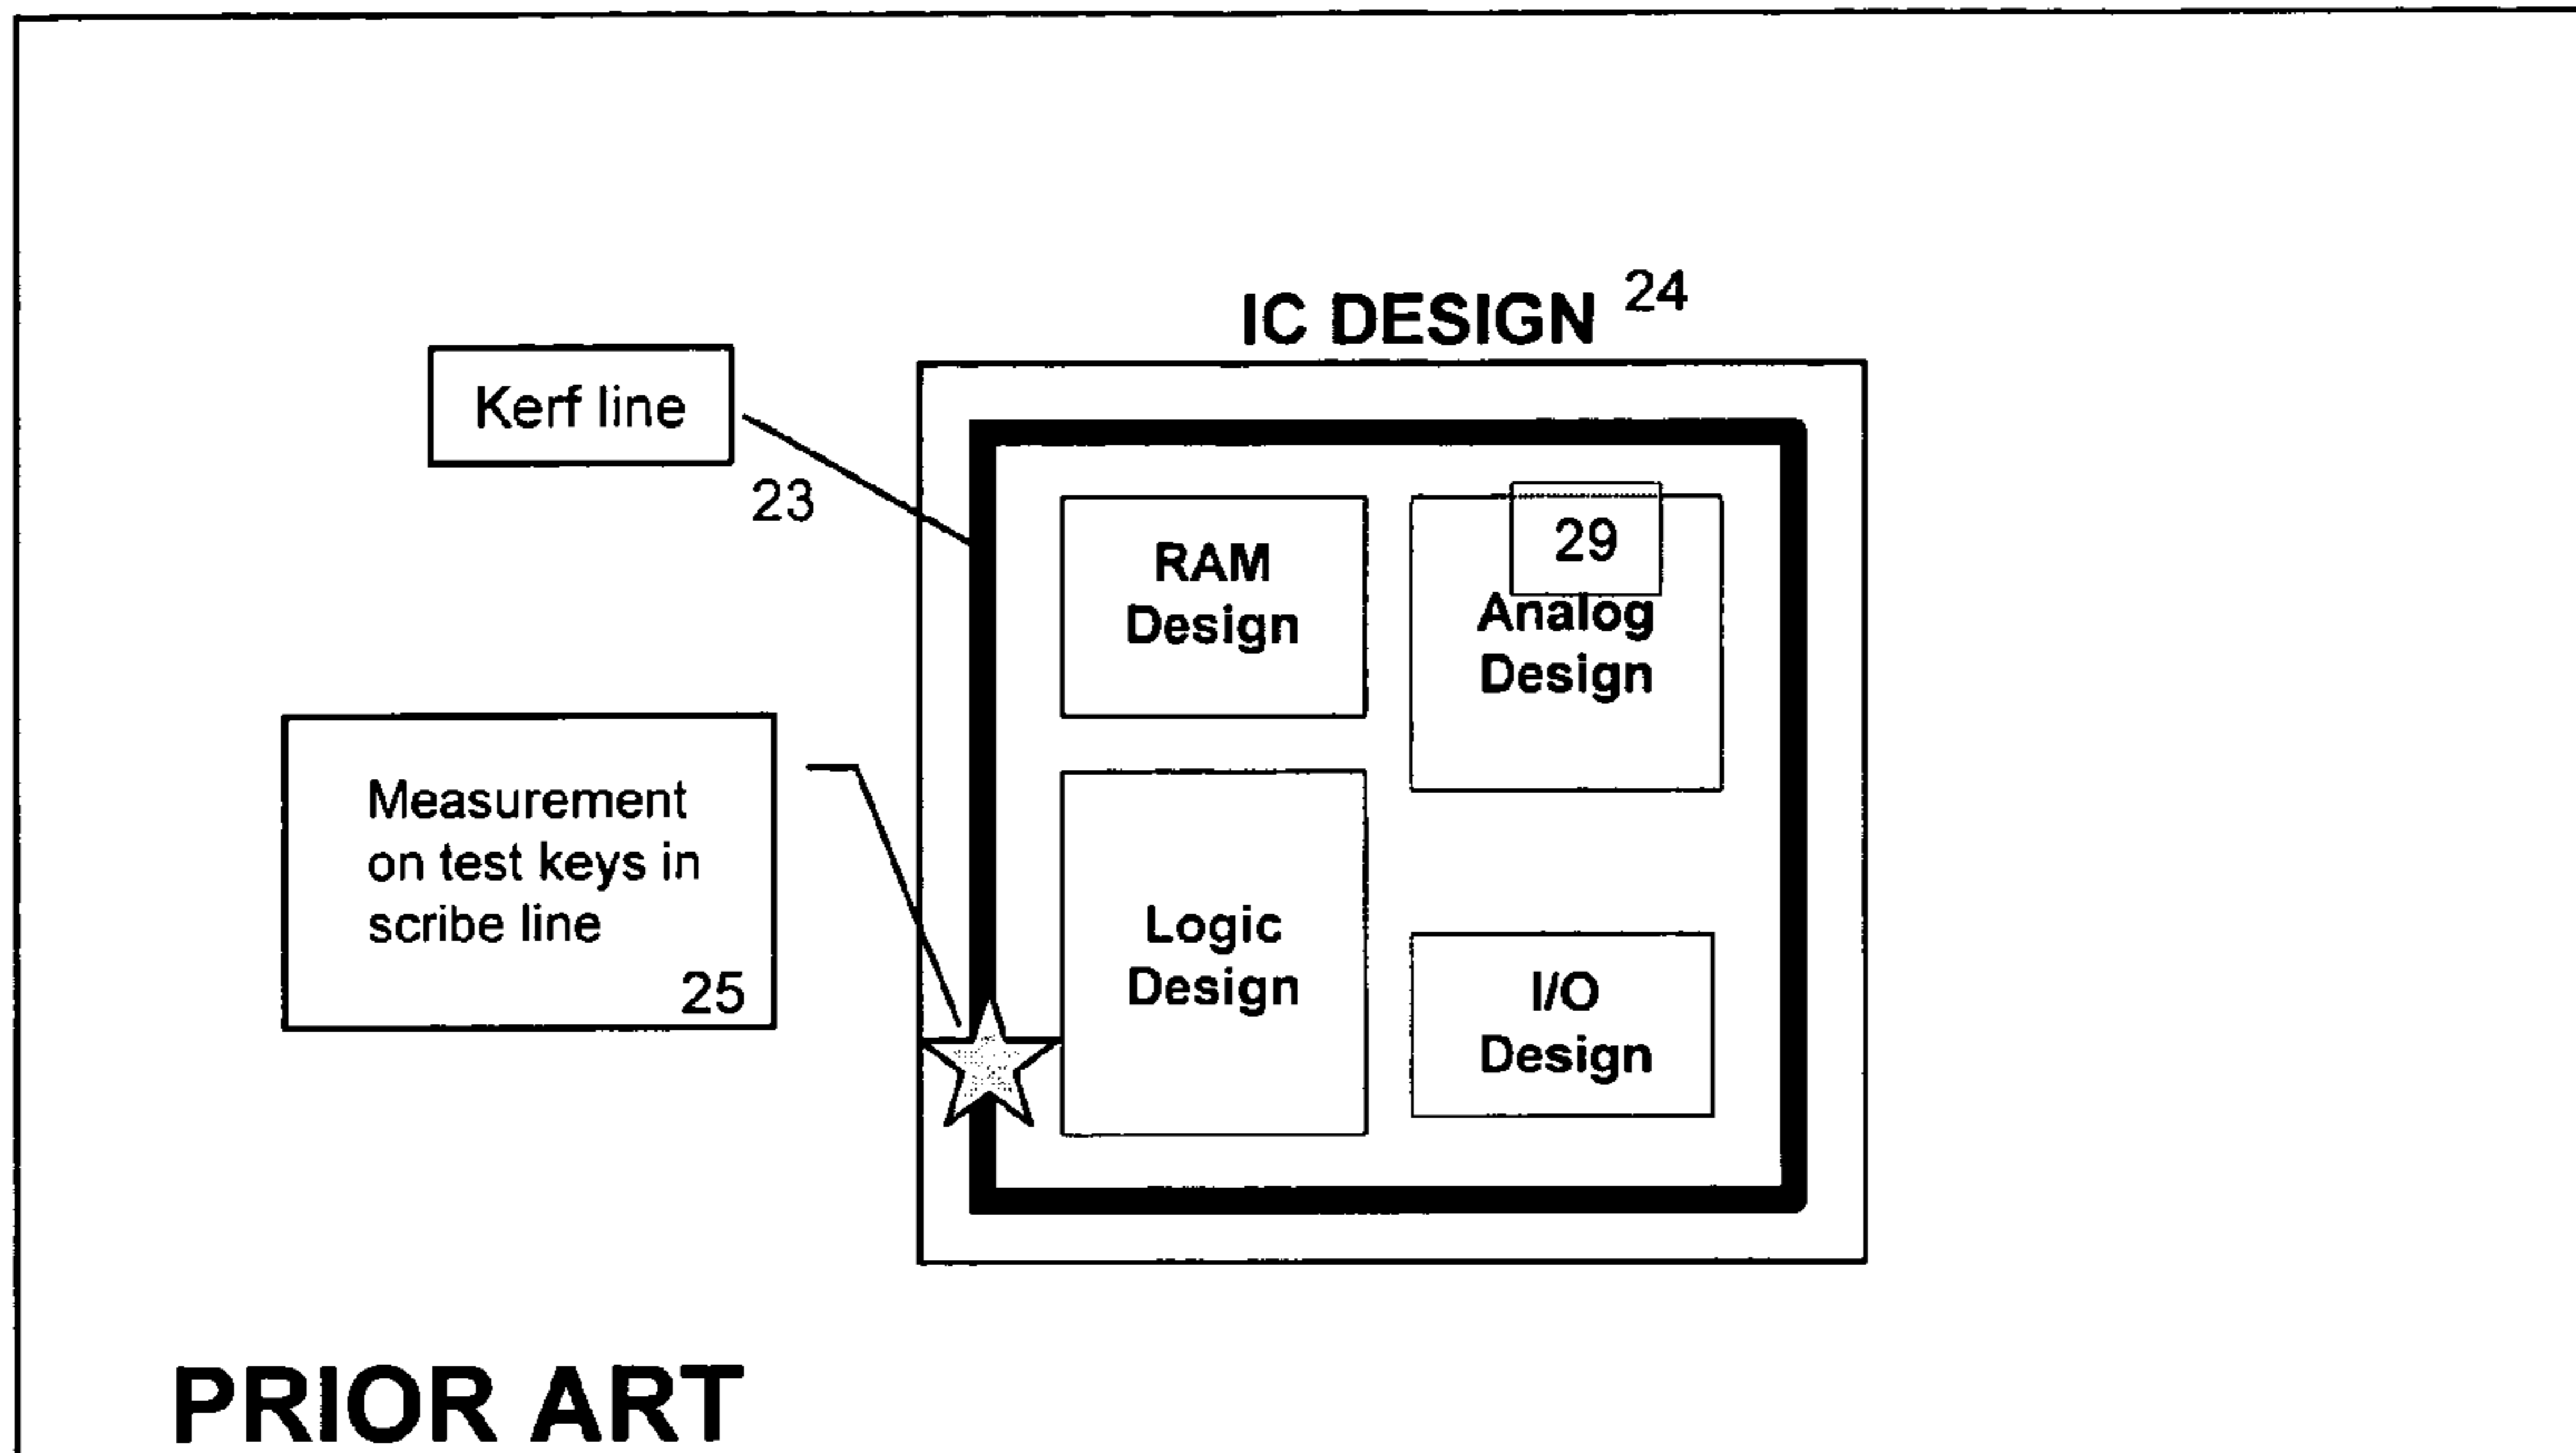 IC DESIGN 24
Kerf line
23
RAM
Design
29
Analog
Design
Measurement
on test keys in
scribe line
25
Logic
Design
I/O
Design
PRIOR ART